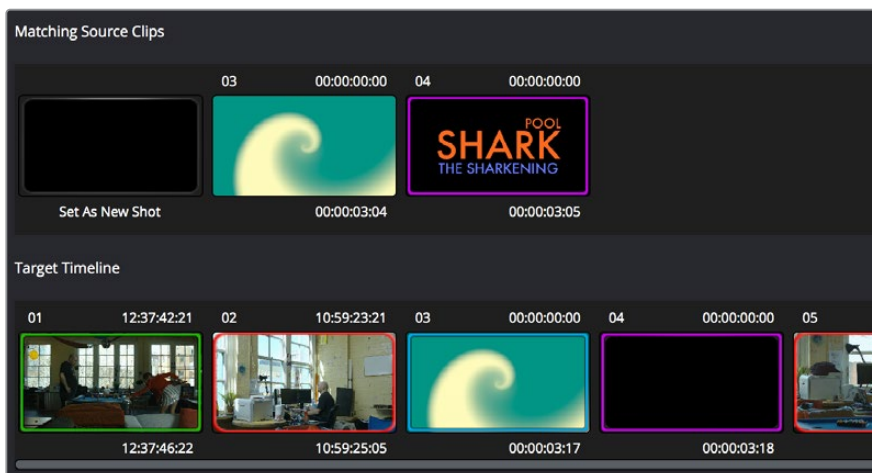 Matching Source Clips
03 00:00:00:00 04 00:00:00:00
POOL
SHARK
THE SHARKENING
Set As New Shot 00:00:03:04 00:00:03:05
Target Timeline
01 12:37:42:21 02 10:59:23:21 03 00:00:00:00 04 00:00:00:00 05
12:37:46:22 10:59:25:05 00:00:03:17 00:00:03:18